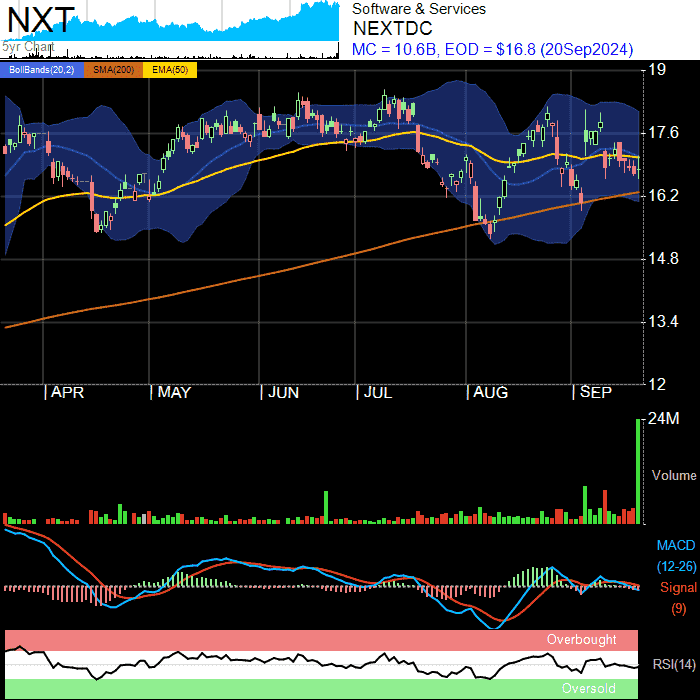 NXT
5yr Chart
Software & Services
NEXTDC
MC = 10.6B, EOD = $16.8 (20Sep2024)
BollBands(20,2) SMA(200) EMA(50)
19
17.6
16.2
14.8
13.4
12
APR MAY JUN JUL AUG SEP
24M
Volume
MACD
(12-26)
Signal
(9)
Overbought
RSI(14)
Oversold